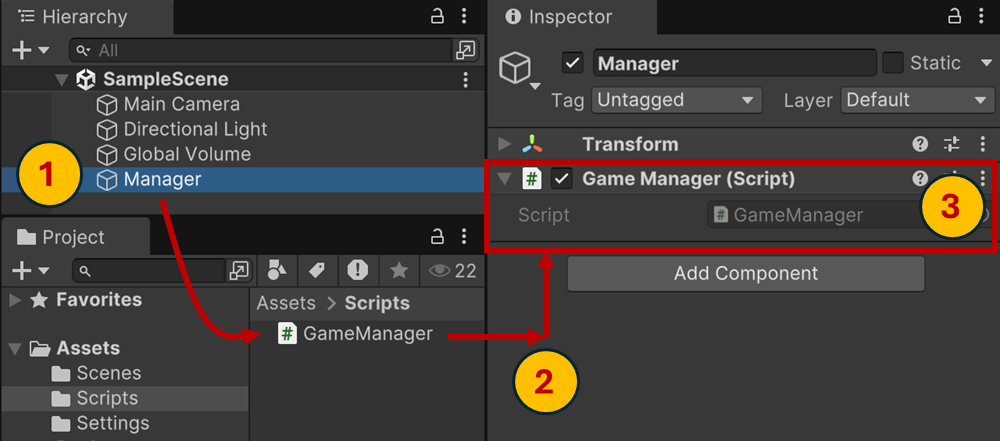 Hierarchy
All
SampleScene
Main Camera
Directional Light
Global Volume
1
Manager
Project
22
Favorites
Assets > Scripts
GameManager
Assets
Scenes
Scripts
Settings
2
Inspector
Manager
Static
Tag Untagged Layer Default
Transform
# Game Manager (Script)
Script # GameManager
3
Add Component